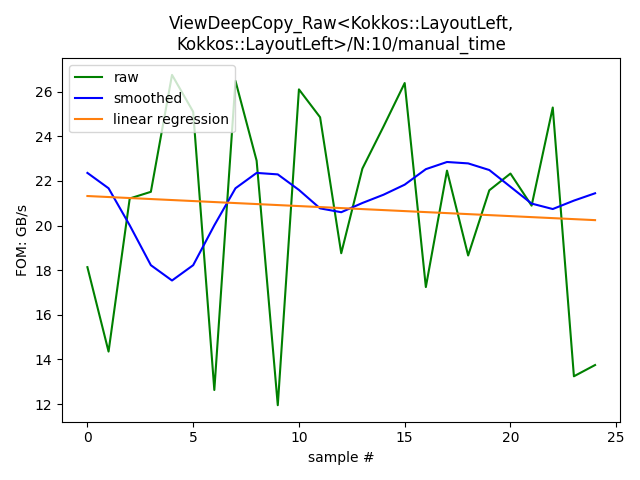 ViewDeepCopy_Raw<Kokkos::LayoutLeft,
Kokkos::LayoutLeft>/N:10/manual_time
raw
smoothed
linear regression
FOM: GB/s
26
24
22
20
18
16
14
12
0 5 10 15 20 25
sample #